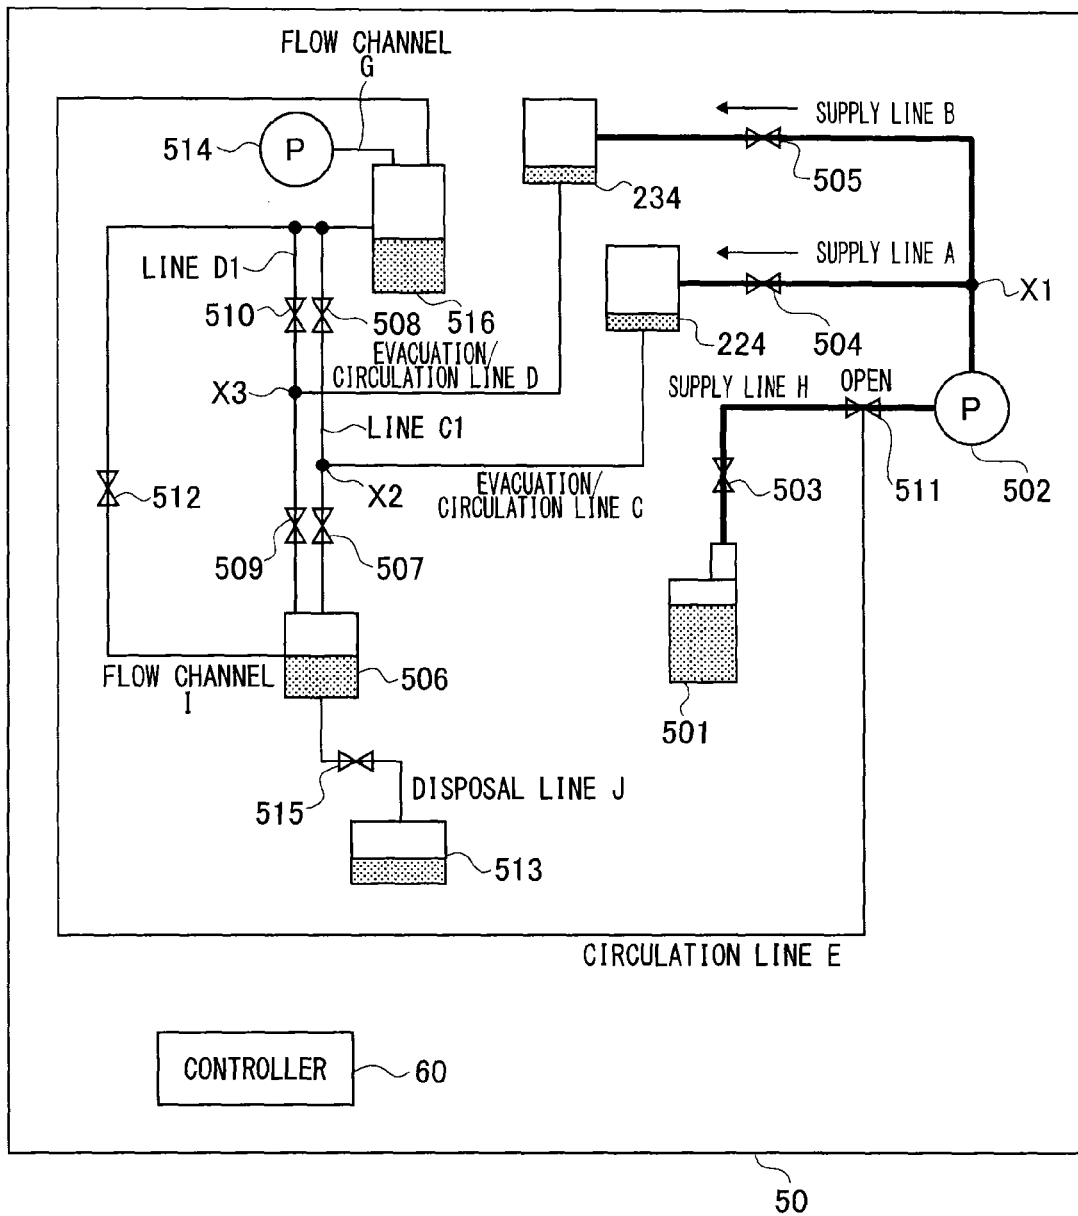 FLOW CHANNEL
G
514
P
SUPPLY LINE B
505
234
LINE D1
SUPPLY LINE A
X1
510
508
516
504
224
EVACUATION/
CIRCULATION LINE D
X3
SUPPLY LINE H
OPEN
P
LINE C1
512
X2
EVACUATION/
CIRCULATION LINE C
503
511
502
509
507
FLOW CHANNEL
I
506
501
515
DISPOSAL LINE J
513
CIRCULATION LINE E
CONTROLLER
60
50